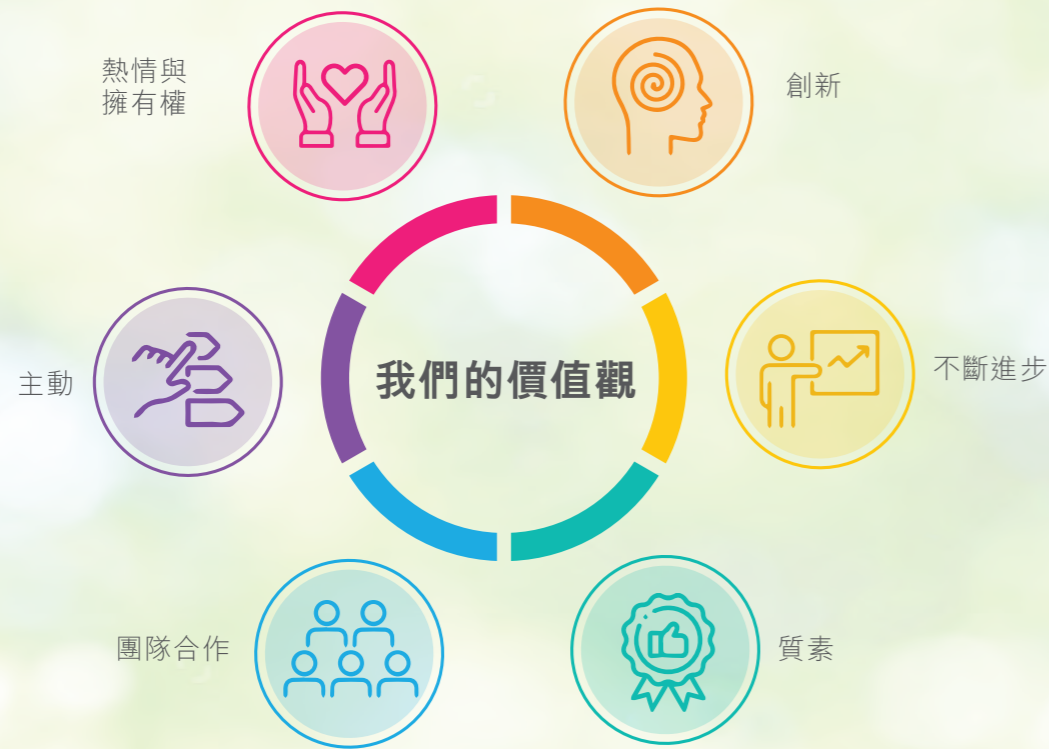 熱情與
擁有權
創新
主動
我們的價值觀
不斷進步
團隊合作
質素